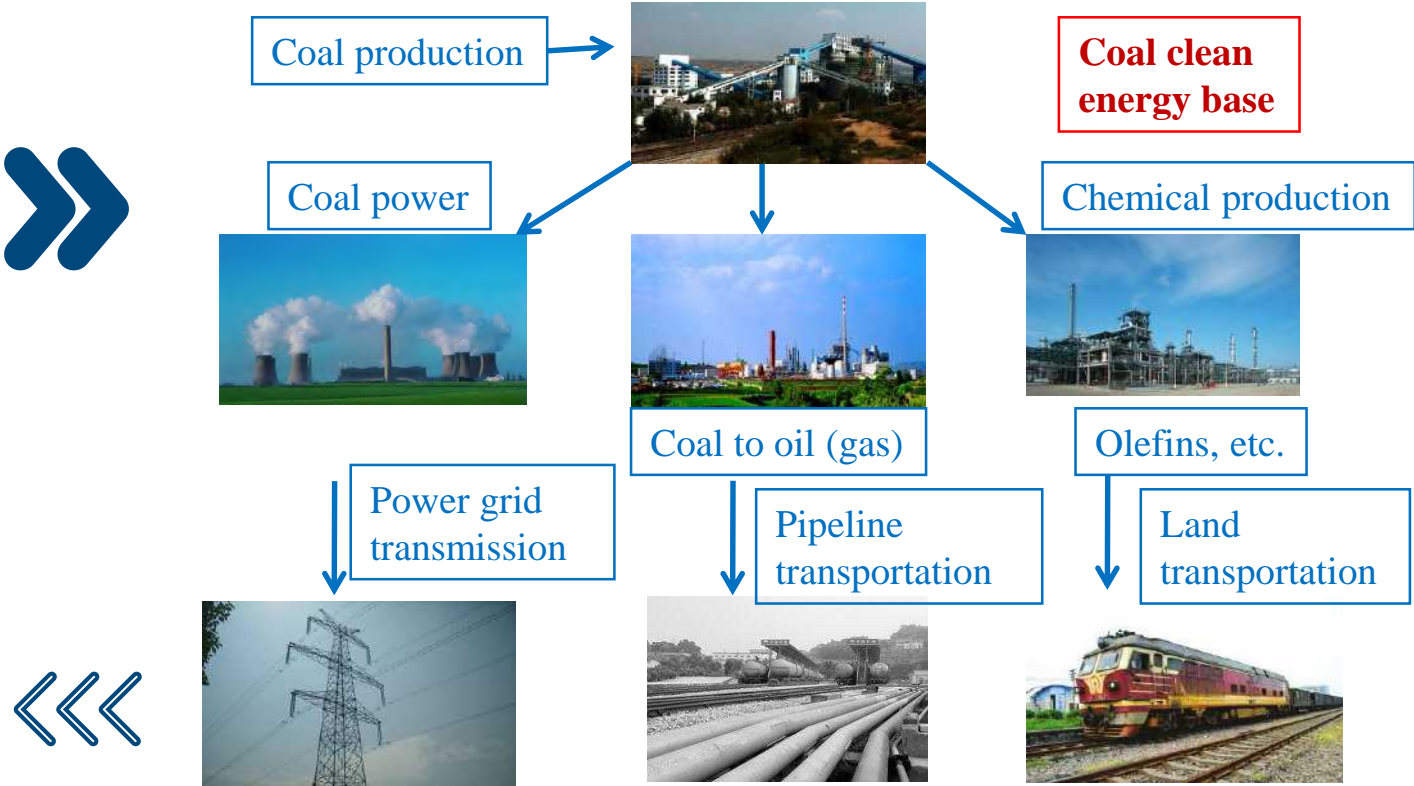 Coal production
Coal clean
energy base
Coal power
Chemical production
Coal to oil (gas)
Olefins, etc.
Power grid
transmission
Pipeline
transportation
Land
transportation